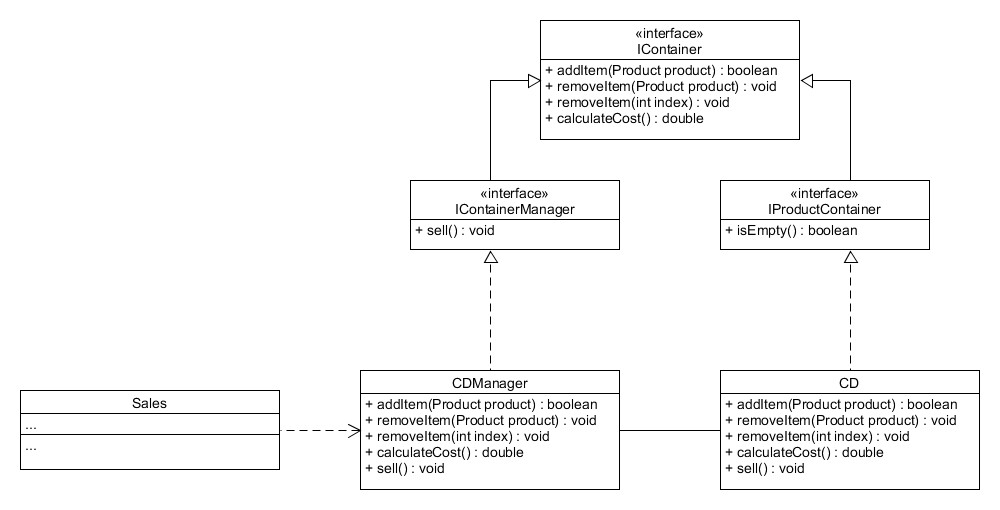 «interface»
IContainer
+ addItem(Product product) : boolean
+ removeItem(Product product) : void
+ removeItem(int index) : void
+ calculateCost() : double
«interface»
IContainerManager
+ sell() : void
«interface»
IProductContainer
+ isEmpty() : boolean
Sales
...
...
CDManager
+ addItem(Product product) : boolean
+ removeItem(Product product) : void
+ removeItem(int index) : void
+ calculateCost() : double
+ sell() : void
CD
+ addItem(Product product) : boolean
+ removeItem(Product product) : void
+ removeItem(int index) : void
+ calculateCost() : double
+ sell() : void